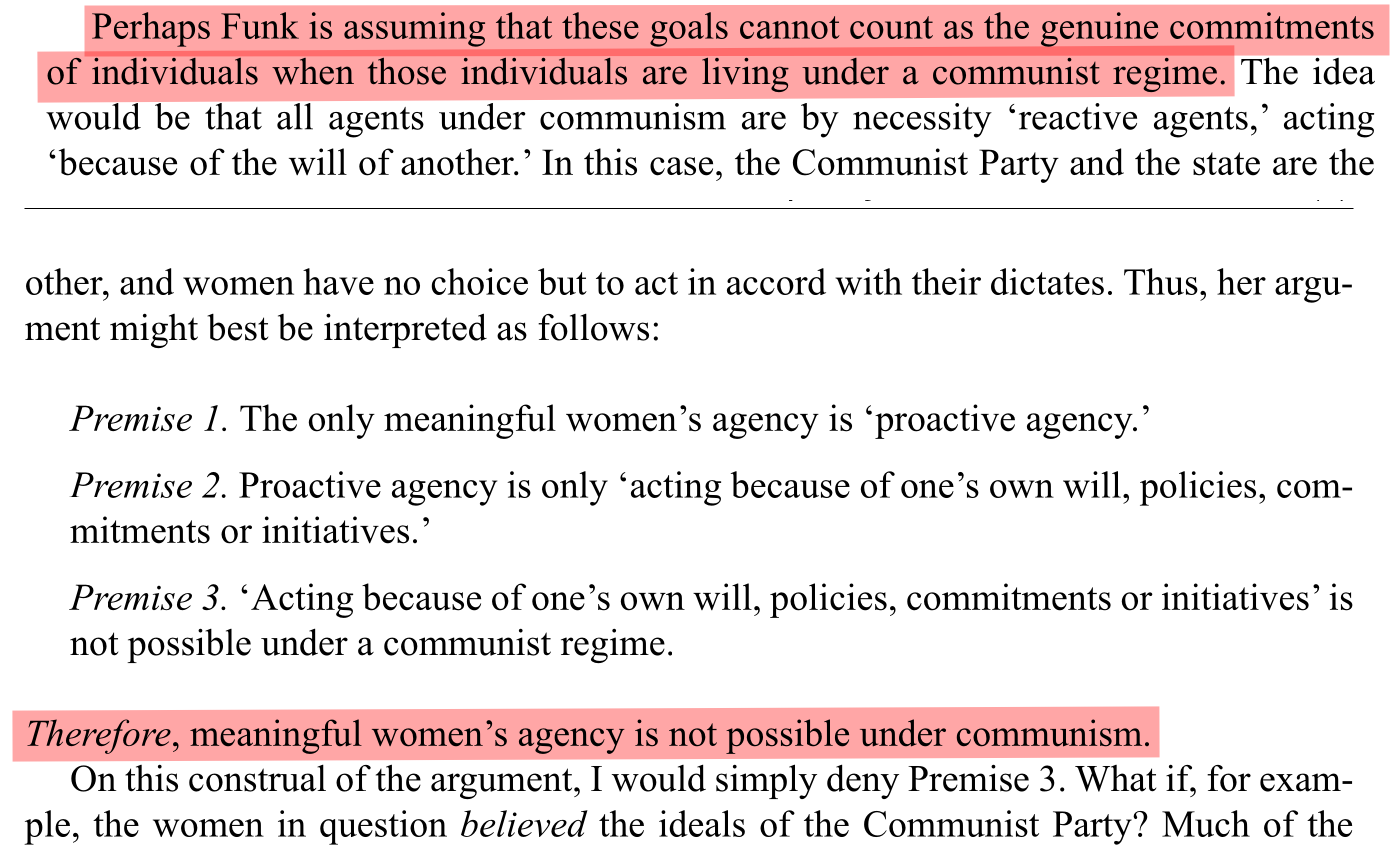 Perhaps Funk is assuming that these goals cannot count as the genuine commitments
of individuals when those individuals are living under a communist regime. The idea
would be that all agents under communism are by necessity ‘reactive agents,’ acting
‘because of the will of another.’ In this case, the Communist Party and the state are the
other, and women have no choice but to act in accord with their dictates. Thus, her argu-
ment might best be interpreted as follows:
Premise 1. The only meaningful women’s agency is ‘proactive agency.’
Premise 2. Proactive agency is only ‘acting because of one’s own will, policies, com-
mitments or initiatives.’
Premise 3. ‘Acting because of one’s own will, policies, commitments or initiatives’ is
not possible under a communist regime.
Therefore, meaningful women’s agency is not possible under communism.
On this construal of the argument, I would simply deny Premise 3. What if, for exam-
ple, the women in question believed the ideals of the Communist Party? Much of the